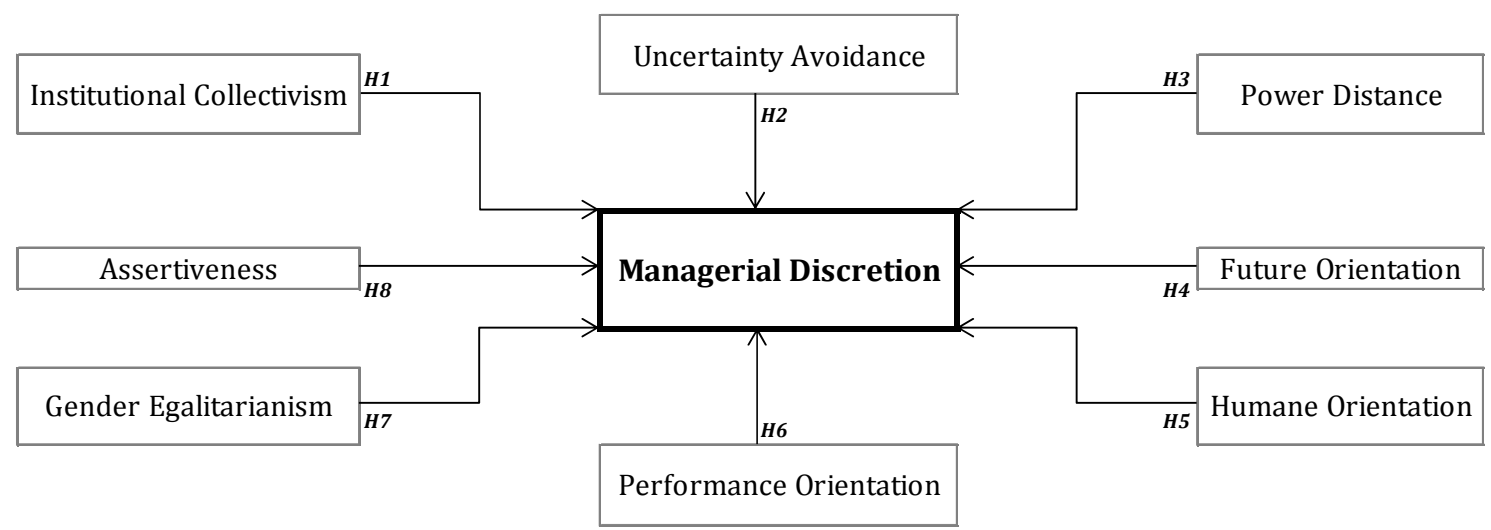 Uncertainty Avoidance
Institutional Collectivism
H1
H2
H3
Power Distance
Assertiveness
H8
Managerial Discretion
Future Orientation
H4
Gender Egalitarianism
H7
H6
Performance Orientation
H5
Humane Orientation